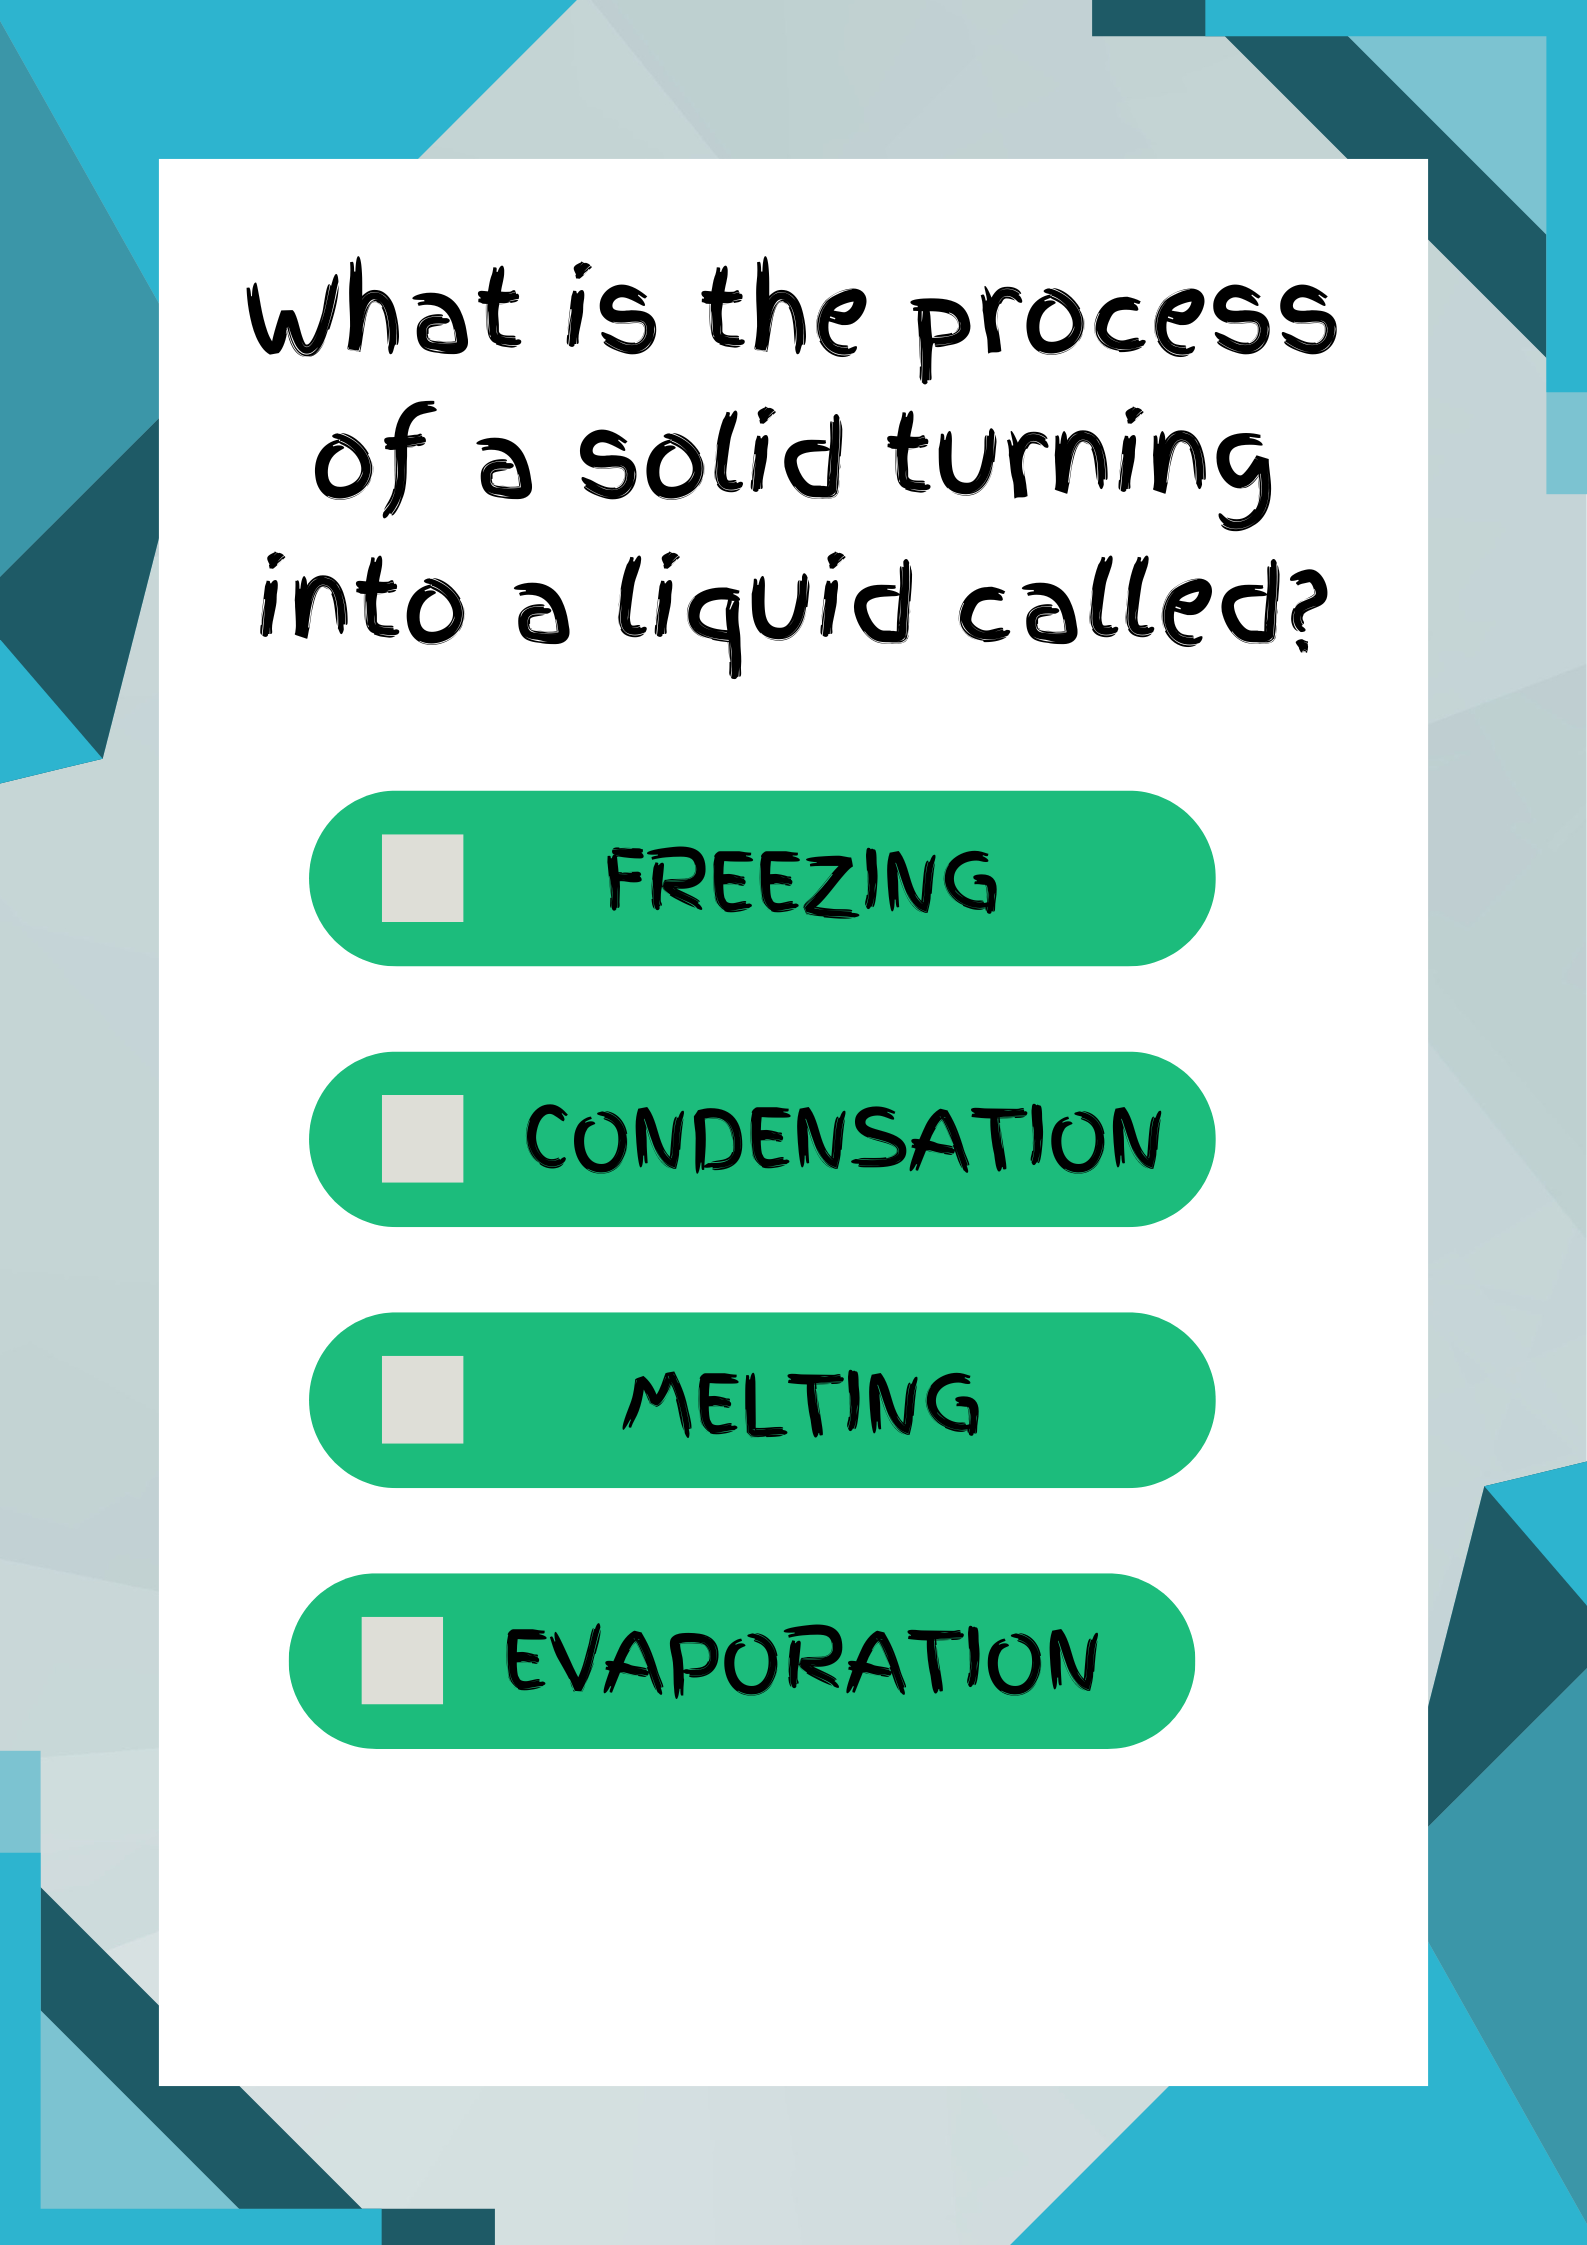 What is the process
of a solid turning
into a liquid called?
FREEZING
CONDENSATION
MELTING
EVAPORATION